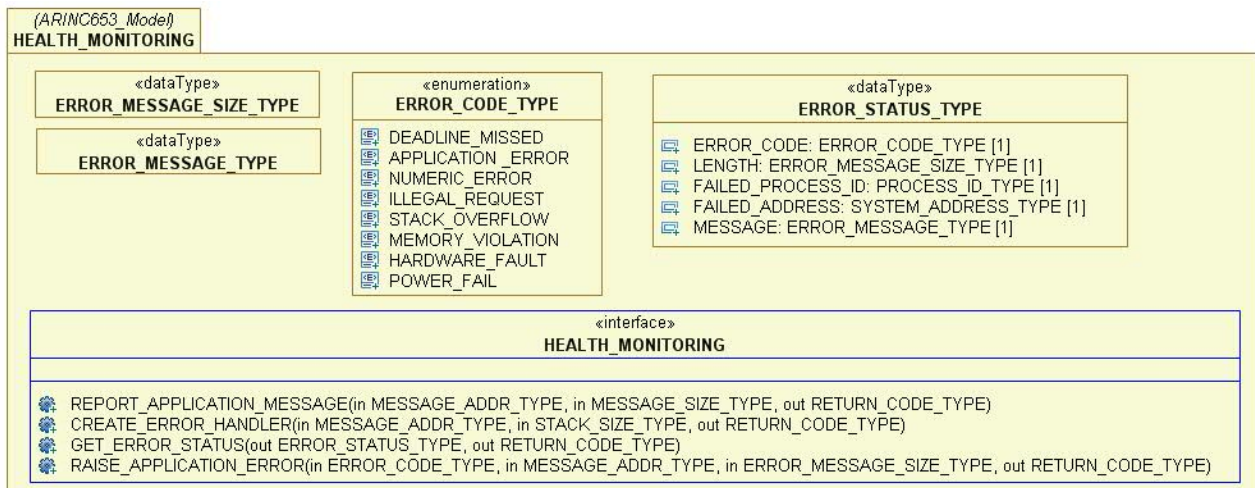 (ARINC653_Model)
HEALTH_MONITORING
«dataType»
ERROR_MESSAGE_SIZE_TYPE
«dataType»
ERROR_MESSAGE_TYPE
«enumeration»
ERROR_CODE_TYPE
DEADLINE_MISSED
APPLICATION _ERROR
NUMERIC_ERROR
ILLEGAL_REQUEST
STACK_OVERFLOW
MEMORY_VIOLATION
HARDWARE_FAULT
POWER_FAIL
«dataType»
ERROR_STATUS_TYPE
ERROR_CODE: ERROR_CODE_TYPE [1]
LENGTH: ERROR_MESSAGE_SIZE_TYPE [1]
FAILED_PROCESS_ID: PROCESS_ID_TYPE [1]
FAILED_ADDRESS: SYSTEM_ADDRESS_TYPE [1]
MESSAGE: ERROR_MESSAGE_TYPE [1]
«interface»
HEALTH_MONITORING
REPORT_APPLICATION_MESSAGE(in MESSAGE_ADDR_TYPE, in MESSAGE_SIZE_TYPE, out RETURN_CODE_TYPE)
CREATE_ERROR_HANDLER(in MESSAGE_ADDR_TYPE, in STACK_SIZE_TYPE, out RETURN_CODE_TYPE)
GET_ERROR_STATUS(out ERROR_STATUS_TYPE, out RETURN_CODE_TYPE)
RAISE_APPLICATION_ERROR(in ERROR_CODE_TYPE, in MESSAGE_ADDR_TYPE, in ERROR_MESSAGE_SIZE_TYPE, out RETURN_CODE_TYPE)